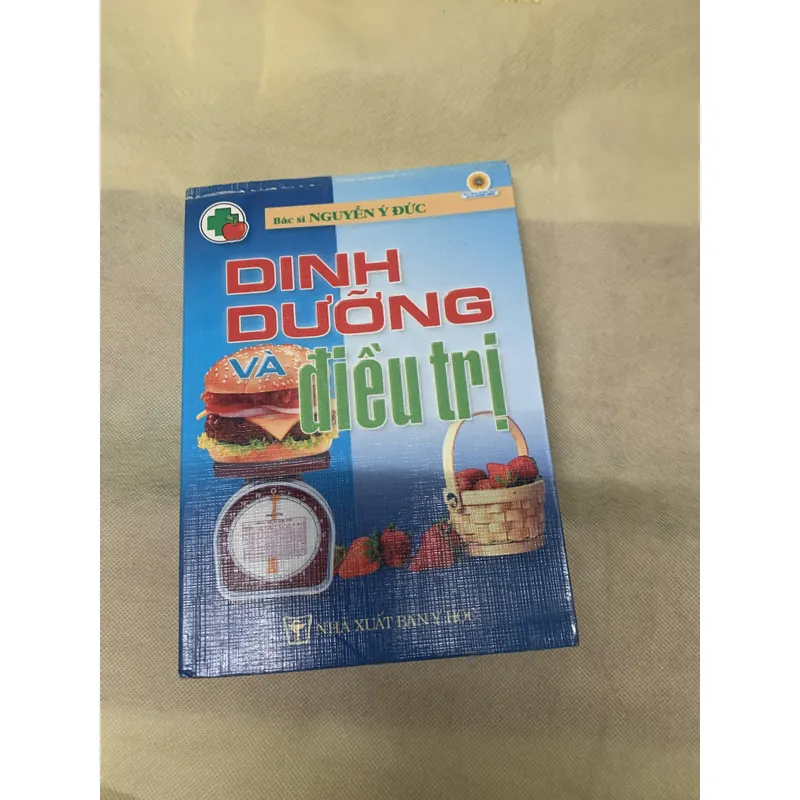 Bác sĩ NGUYỄN Ý ĐỨC
DINH
DƯỠNG
VÀ
điều trị
NHÀ XUẤT BẢN Y HỌC